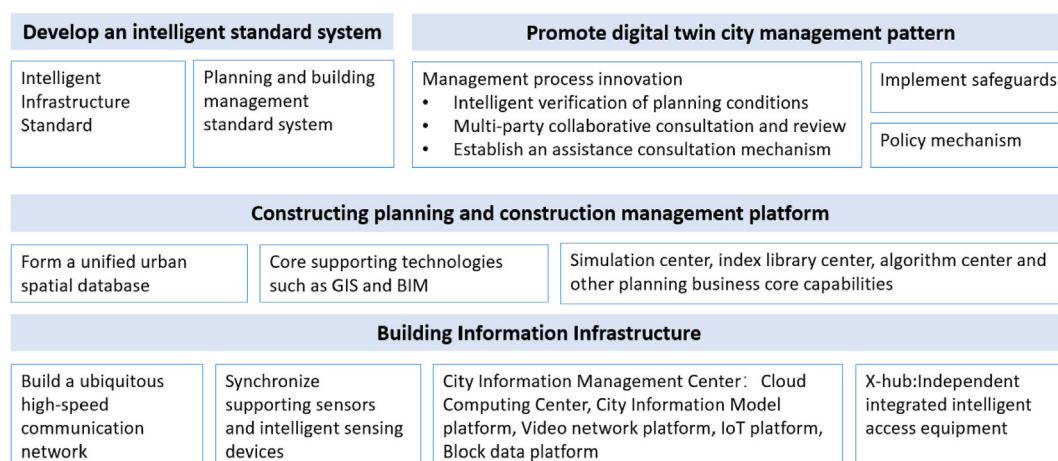 Develop an intelligent standard system
Intelligent
Infrastructure
Standard
Planning and building
management
standard system
Promote digital twin city management pattern
Management process innovation
• Intelligent verification of planning conditions
• Multi-party collaborative consultation and review
• Establish an assistance consultation mechanism
Implement safeguards
Policy mechanism
Constructing planning and construction management platform
Form a unified urban
spatial database
Core supporting technologies
such as GIS and BIM
Simulation center, index library center, algorithm center and
other planning business core capabilities
Building Information Infrastructure
Build a ubiquitous
high-speed
communication
network
Synchronize
supporting sensors
and intelligent sensing
devices
City Information Management Center：Cloud
Computing Center, City Information Model
platform, Video network platform, IoT platform,
Block data platform
X-hub:Independent
integrated intelligent
access equipment